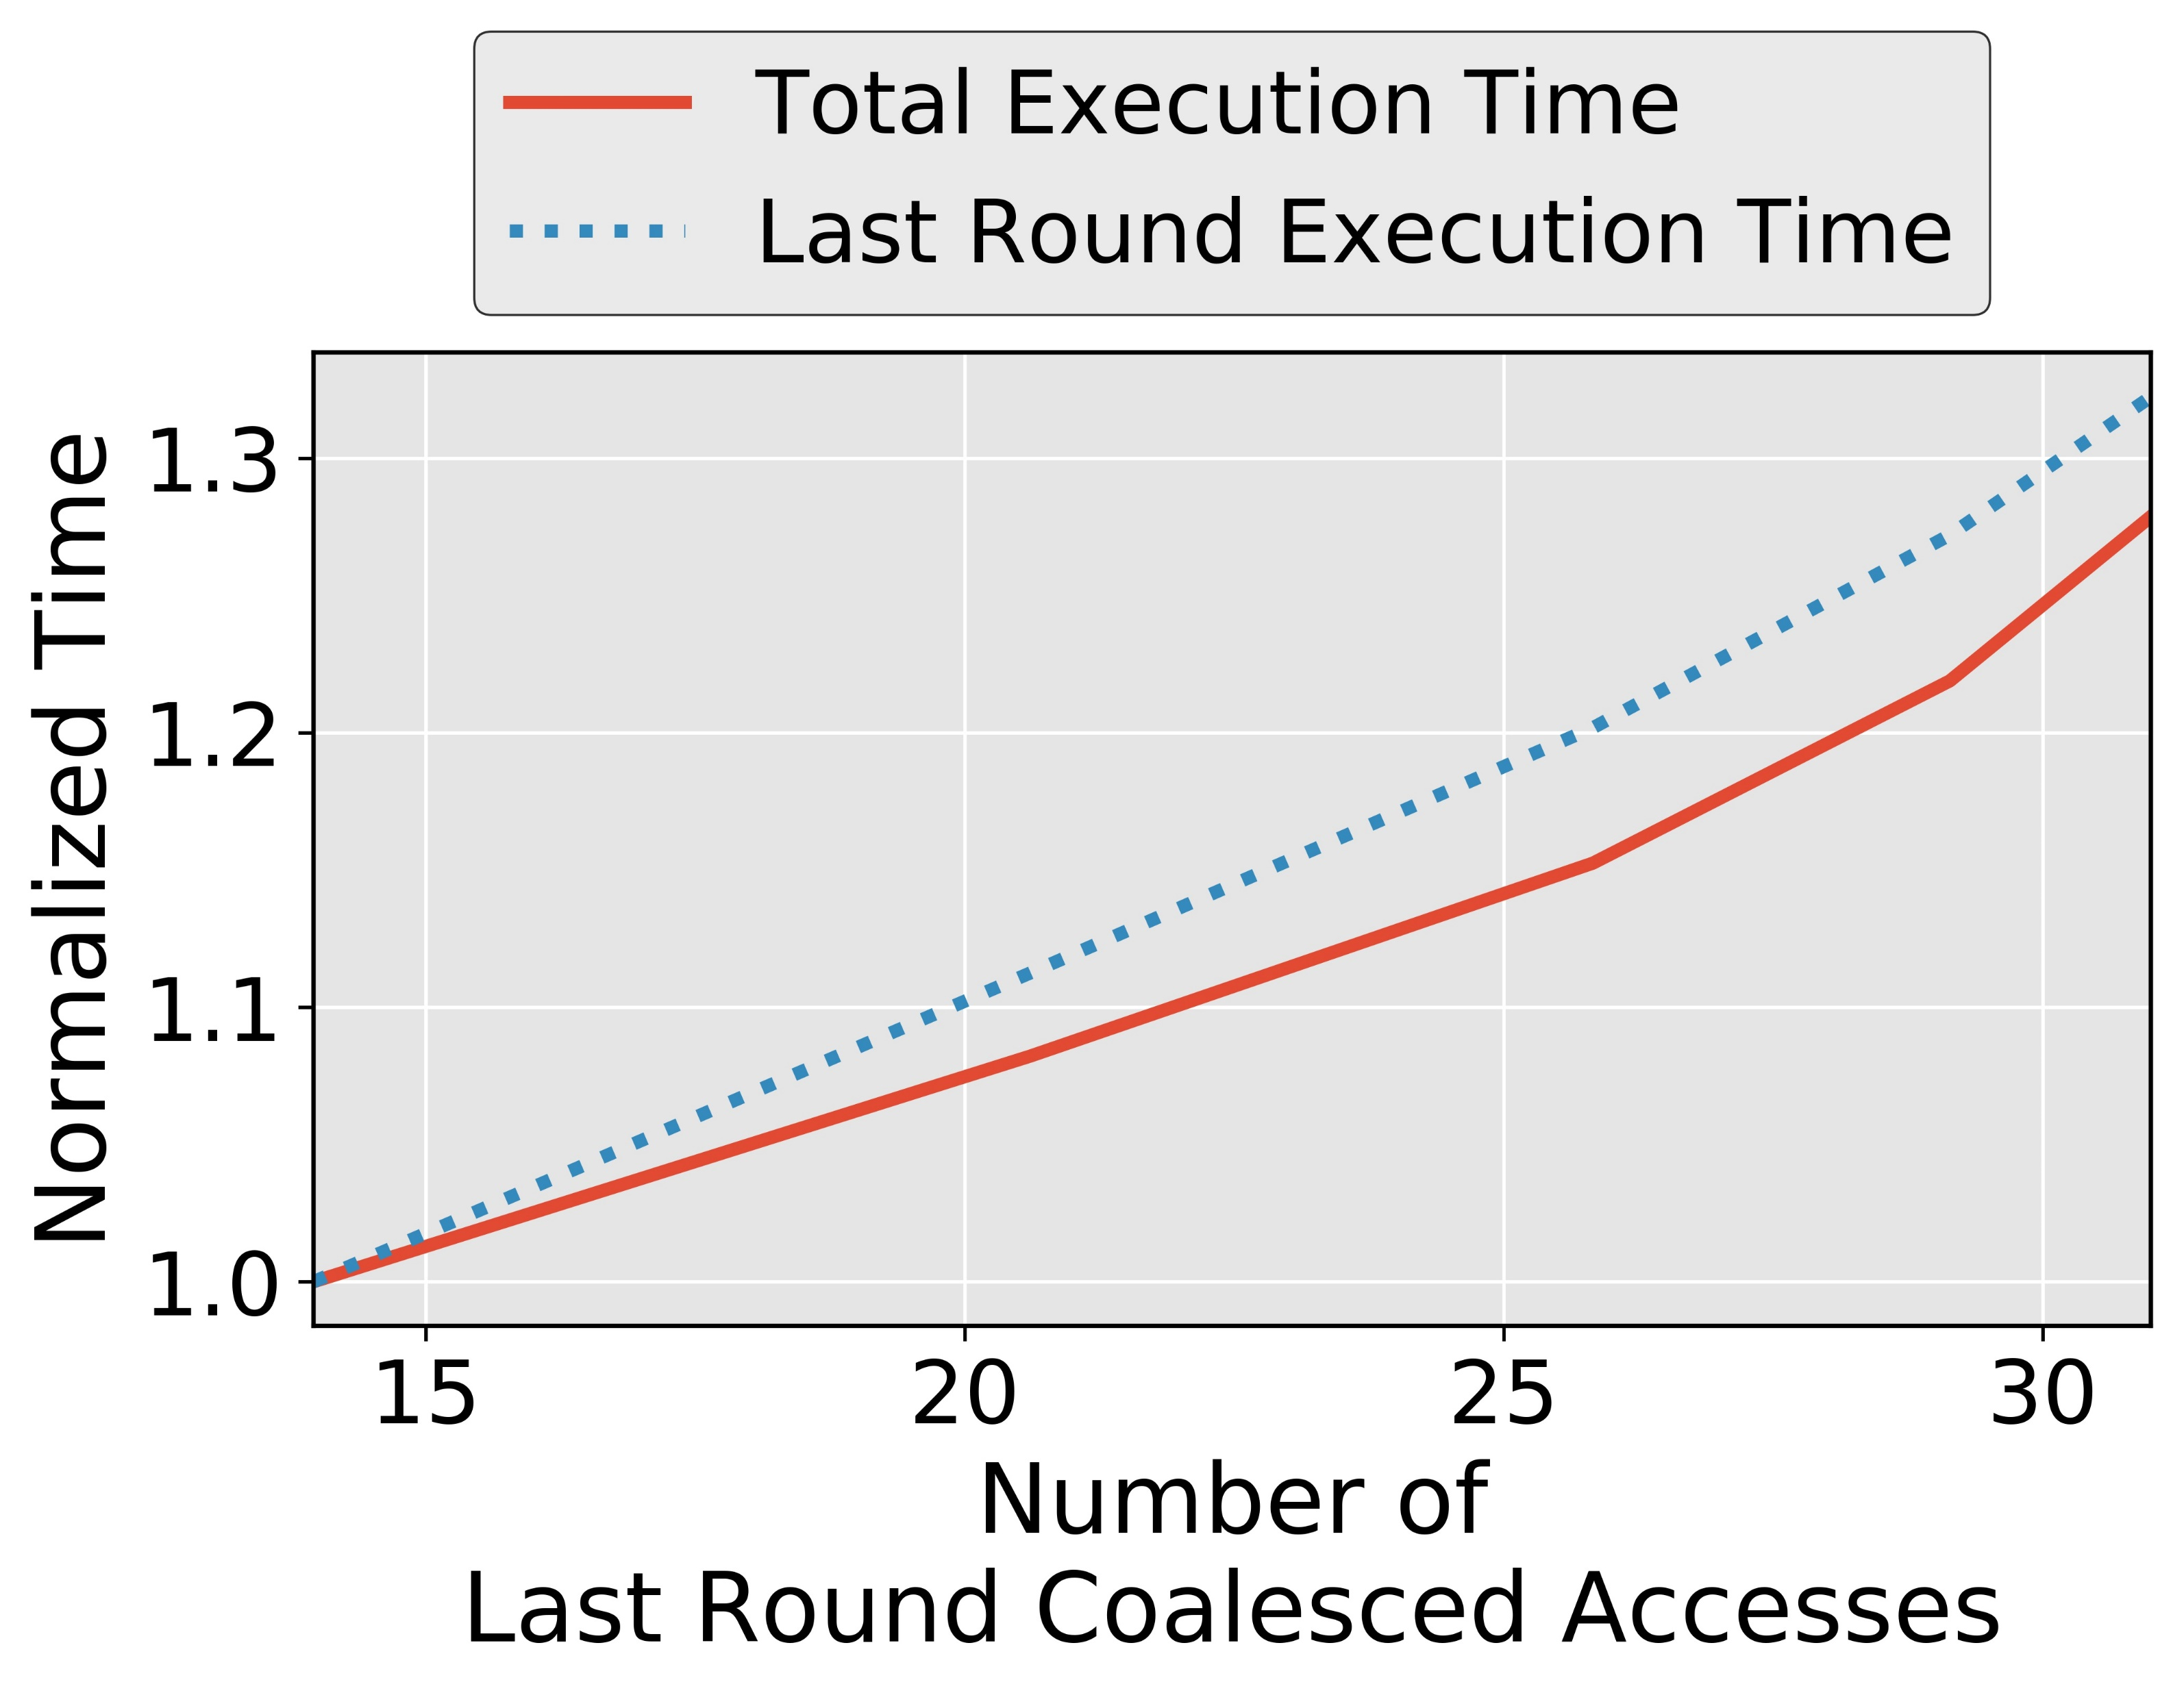 Total Execution Time
Last Round Execution Time
Normalized Time
1.3
1.2
1.1
1.0
15 20 25 30
Number of
Last Round Coalesced Accesses